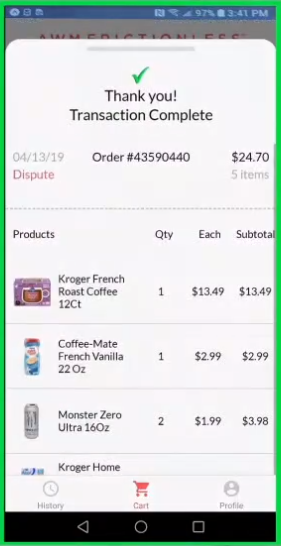 97% 3:41 PM
AWM FRICTIONLESS
Thank you!
Transaction Complete
04/13/19 Order #43590440 $24.70
Dispute 5 items
Products Qty Each Subtotal
Kroger French
Roast Coffee
12Ct
1 $13.49 $13.49
Coffee-Mate
French Vanilla
22 Oz
1 $2.99 $2.99
Monster Zero
Ultra 16Oz
2 $1.99 $3.98
Kroger Home
History Cart Profile